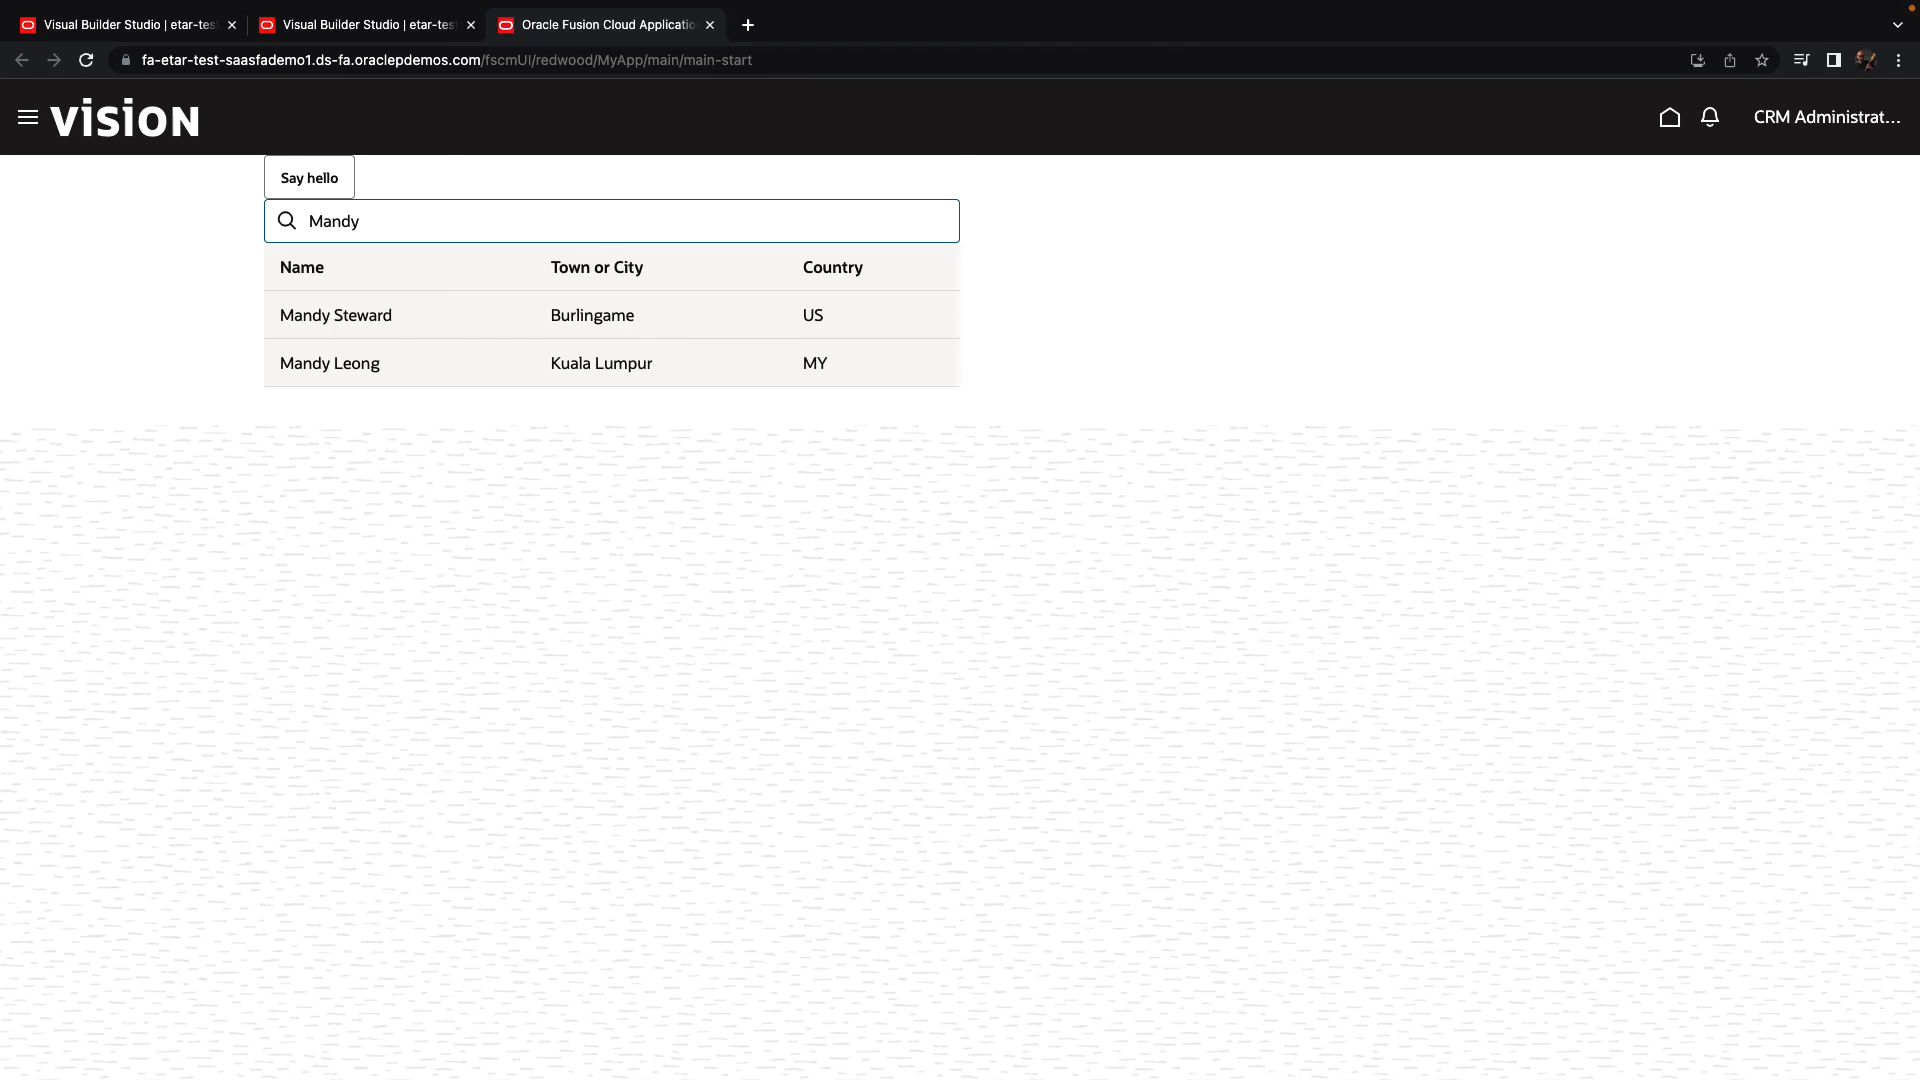 Visual Builder Studio | etar-tes
Visual Builder Studio | etar-tes
Oracle Fusion Cloud Applicatio
fa-etar-test-saasfademo1.ds-fa.oraclepdemos.com/fscmUI/redwood/MyApp/main/main-start
vision
CRM Administrat...
Say hello
Mandy
Name Town or City Country
Mandy Steward Burlingame US
Mandy Leong Kuala Lumpur MY